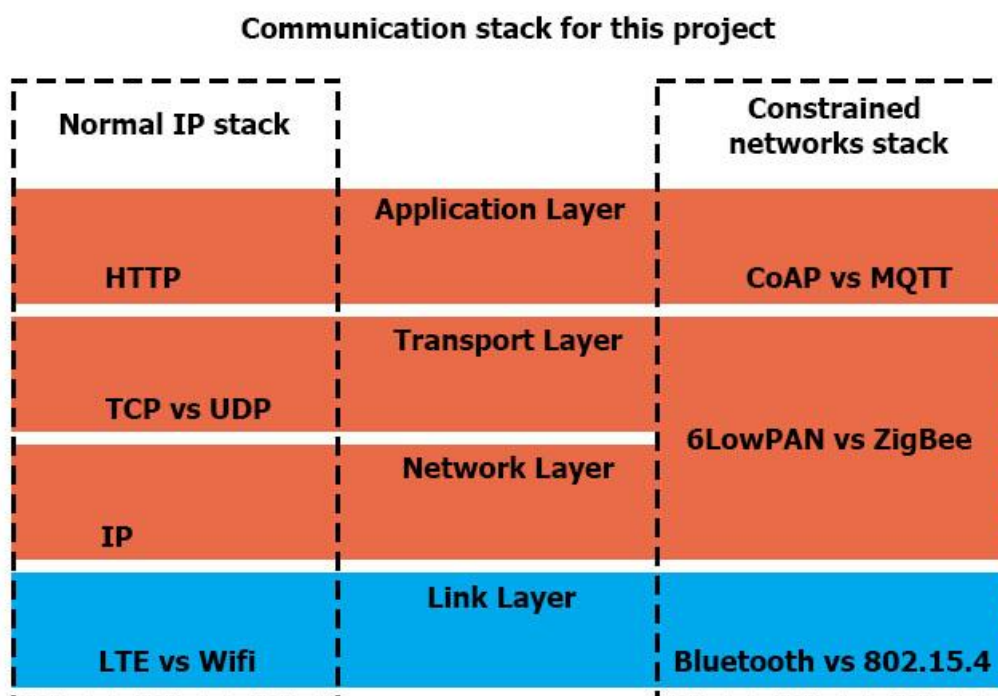 Communication stack for this project
Normal IP stack
Constrained
networks stack
Application Layer
HTTP
CoAP vs MQTT
Transport Layer
TCP vs UDP
6LowPAN vs ZigBee
Network Layer
IP
Link Layer
LTE vs Wifi
Bluetooth vs 802.15.4